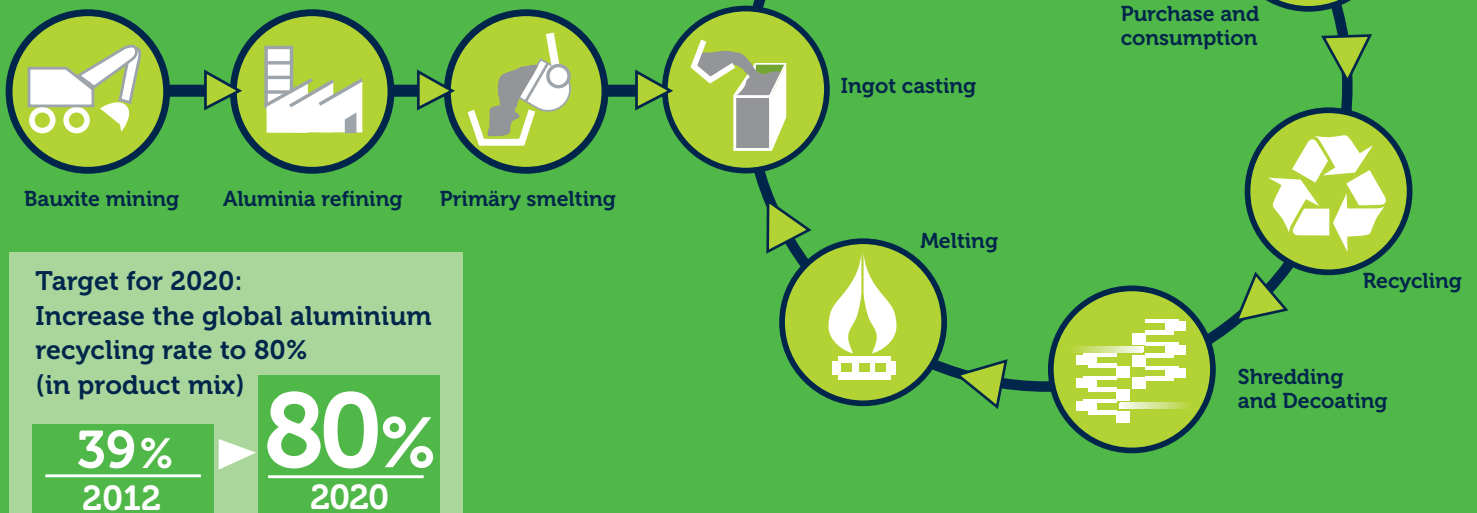 Purchase and
consumption
Ingot casting
Bauxite mining
Aluminia refining
Primäry smelting
Melting
Recycling
Shredding
and Decoating
Target for 2020:
Increase the global aluminium
recycling rate to 80%
(in product mix)
39%
2012
80%
2020